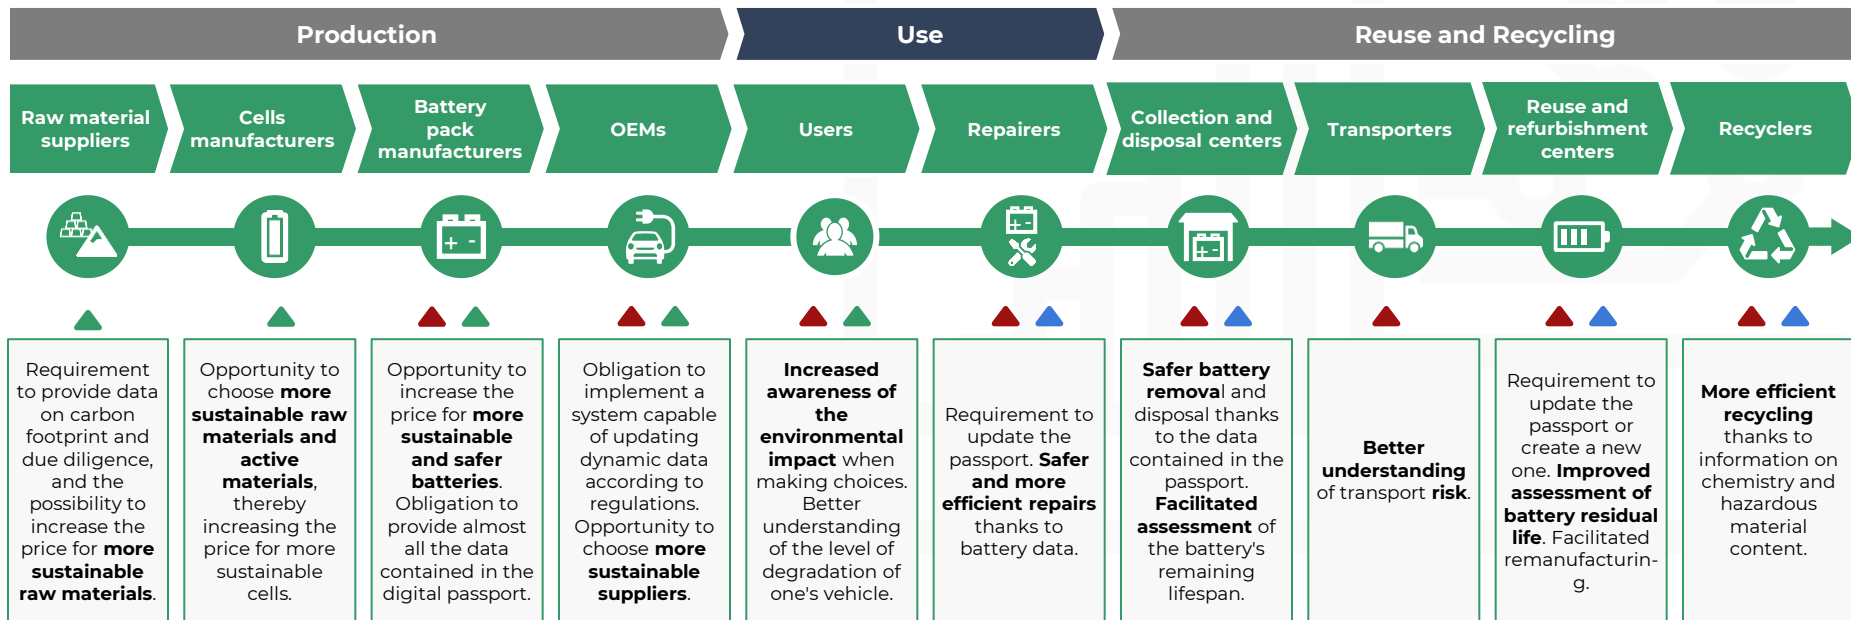 Production
Use
Reuse and Recycling
Raw material
suppliers
Cells
manufacturers
Battery
pack
manufacturers
OEMs
Users
Repairers
Collection and
disposal centers
Transporters
Reuse and
refurbishment
centers
Recyclers
Requirement
to provide data
on carbon
footprint and
due diligence,
and the
possibility to
increase the
price for more
sustainable
raw materials.
Opportunity to
choose more
sustainable raw
materials and
active
materials,
thereby
increasing the
price for more
sustainable
cells.
Opportunity to
increase the
price for more
sustainable
and safer
batteries.
Obligation to
provide almost
all the data
contained in the
digital passport.
Obligation to
implement a
system capable
of updating
dynamic data
according to
regulations.
Opportunity to
choose more
sustainable
suppliers.
Increased
awareness of
the
environmental
impact when
making choices.
Better
understanding
of the level of
degradation of
one's vehicle.
Requirement to
update the
passport. Safer
and more
efficient repairs
thanks to
battery data.
Safer battery
removal and
disposal thanks
to the data
contained in the
passport.
Facilitated
assessment of
the battery's
remaining
lifespan.
Better
understanding
of transport risk.
Requirement to
update the
passport or
create a new
one. Improved
assessment of
battery residual
life. Facilitated
remanufacturin-
g.
More efficient
recycling
thanks to
information on
chemistry and
hazardous
material
content.